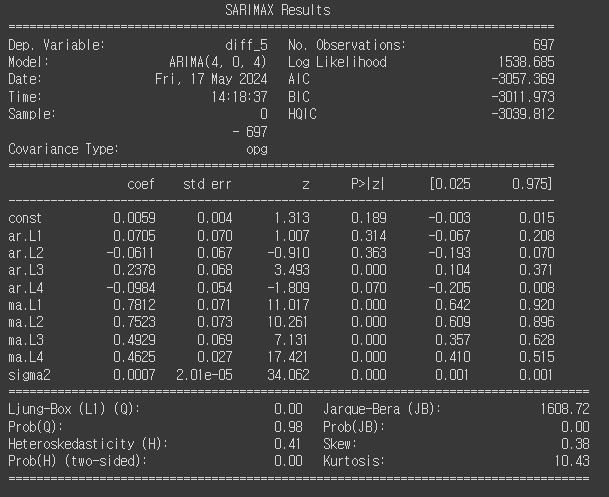 SARIMAX Results
==============================================================================
Dep. Variable: diff_5 No. Observations: 697
Model: ARIMA(4, 0, 4) Log Likelihood 1538.685
Date: Fri, 17 May 2024 AIC -3057.369
Time: 14:18:37 BIC -3011.973
Sample: 0 HQIC -3039.812
- 697
Covariance Type: opg
==============================================================================
coef std err z P>|z| [0.025 0.975]
------------------------------------------------------------------------------
const 0.0059 0.004 1.313 0.189 -0.003 0.015
ar.L1 0.0705 0.070 1.007 0.314 -0.067 0.208
ar.L2 -0.0611 0.067 -0.910 0.363 -0.193 0.070
ar.L3 0.2378 0.068 3.493 0.000 0.104 0.371
ar.L4 -0.0984 0.054 -1.809 0.070 -0.205 0.008
ma.L1 0.7812 0.071 11.017 0.000 0.642 0.920
ma.L2 0.7523 0.073 10.261 0.000 0.609 0.896
ma.L3 0.4929 0.069 7.131 0.000 0.357 0.628
ma.L4 0.4625 0.027 17.421 0.000 0.410 0.515
sigma2 0.0007 2.01e-05 34.062 0.000 0.001 0.001
===================================================================================
Ljung-Box (L1) (Q): 0.00 Jarque-Bera (JB): 1608.72
Prob(Q): 0.98 Prob(JB): 0.00
Heteroskedasticity (H): 0.41 Skew: 0.38
Prob(H) (two-sided): 0.00 Kurtosis: 10.43
===================================================================================